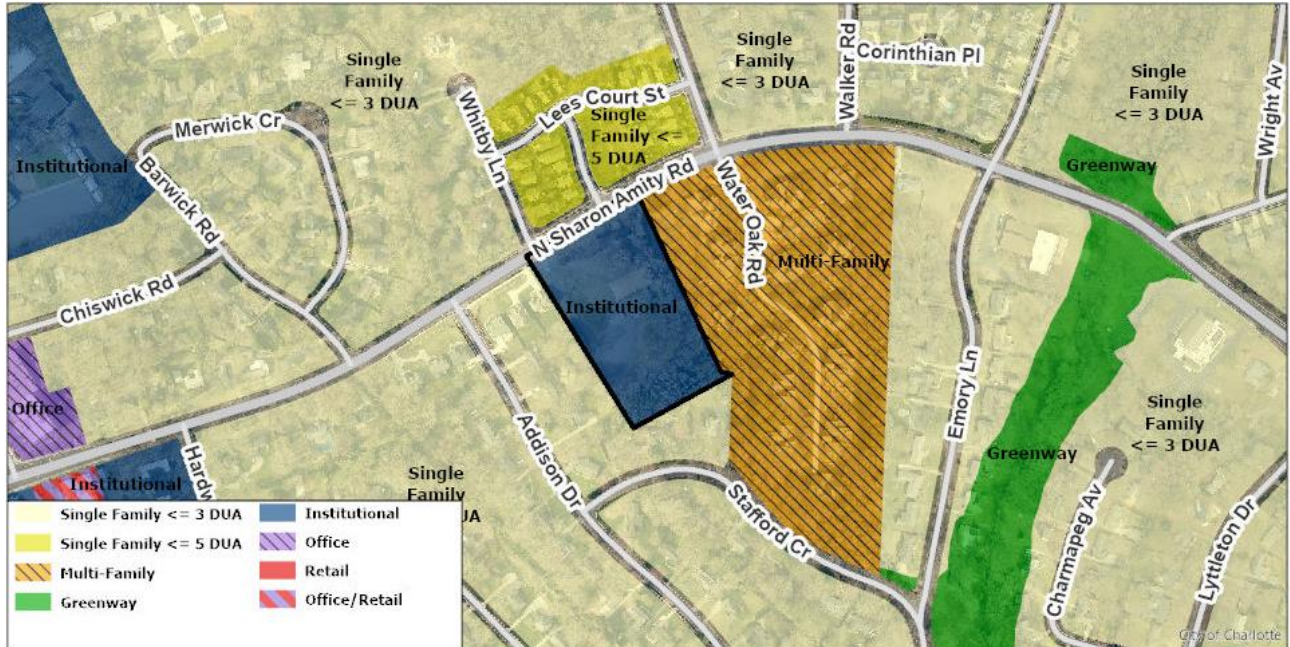 Single
Family
<= 3 DUA
Single
Family
<= 3 DUA
Walker Rd
Corinthian Pl
Single
Family
<= 3 DUA
Wright Av
Merwick Cr
Whitby Ln
Lees Court St
Single
Family <=
5 DUA
Institutional
Barwick Rd
Greenway
N Sharon Amity Rd
Water Oak Rd
Multi-Family
Chiswick Rd
Institutional
Office
Emory Ln
Single
Family
<= 3 DUA
Addison Dr
Greenway
Institutional
Hardw
Single
Family
UA
Stafford Cr
Charmapeg Av
Lyttleton Dr
Single Family <= 3 DUA
Single Family <= 5 DUA
Multi-Family
Greenway
Institutional
Office
Retail
Office/Retail
City of Charlotte